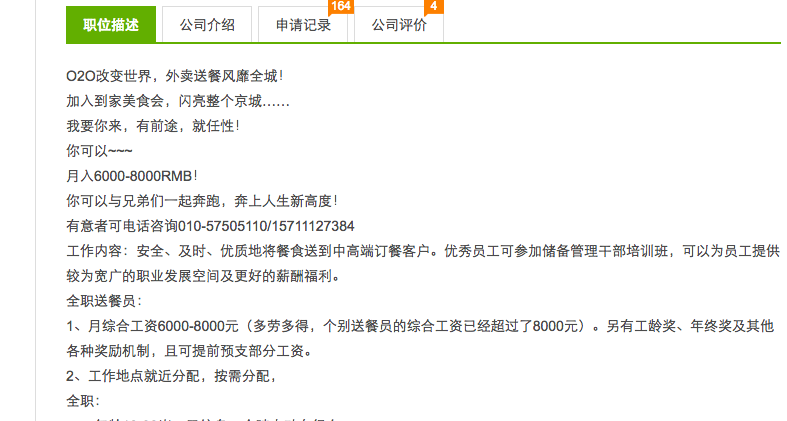 职位描述 公司介绍 申请记录 164 公司评价 4
O2O改变世界，外卖送餐风靡全城！
加入到家美食会，闪亮整个京城……
我要你来，有前途，就任性！
你可以~~~
月入6000-8000RMB！
你可以与兄弟们一起奔跑，奔上人生新高度！
有意者可电话咨询010-57505110/15711127384
工作内容：安全、及时、优质地将餐食送到中高端订餐客户。优秀员工可参加储备管理干部培训班，可以为员工提供
较为宽广的职业发展空间及更好的薪酬福利。
全职送餐员：
1、月综合工资6000-8000元（多劳多得，个别送餐员的综合工资已经超过了8000元）。另有工龄奖、年终奖及其他
各种奖励机制，且可提前预支部分工资。
2、工作地点就近分配，按需分配，
全职：